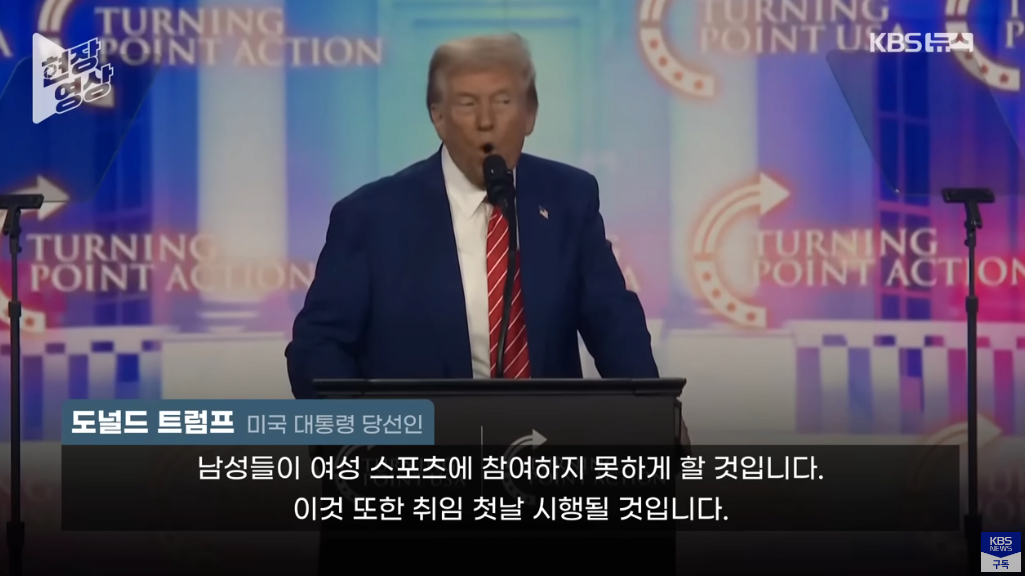 TURNING
POINT ACTION
TURNING
POINT USA
KBS뉴스
현장
영상
TURNING
POINT ACTION
TURNING
POINT ACTION
도널드 트럼프 미국 대통령 당선인
남성들이 여성 스포츠에 참여하지 못하게 할 것입니다.
이것 또한 취임 첫날 시행될 것입니다.
KBS
NEWS
구독